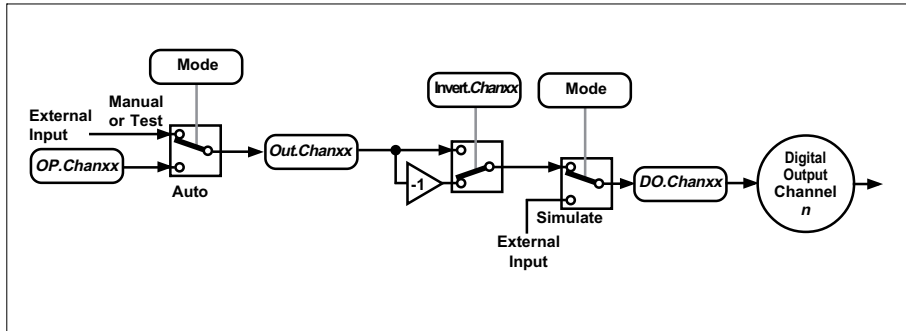 Mode
External
Input
Manual
or Test
OP.Chanxx
Auto
Out.Chanxx
Invert.Chanxx
-1
Mode
Simulate
External
Input
DO.Chanxx
Digital
Output
Channel
n